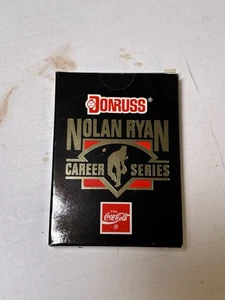 DONRUSS
NOLAN RYAN
CAREER SERIES
Coca-Cola